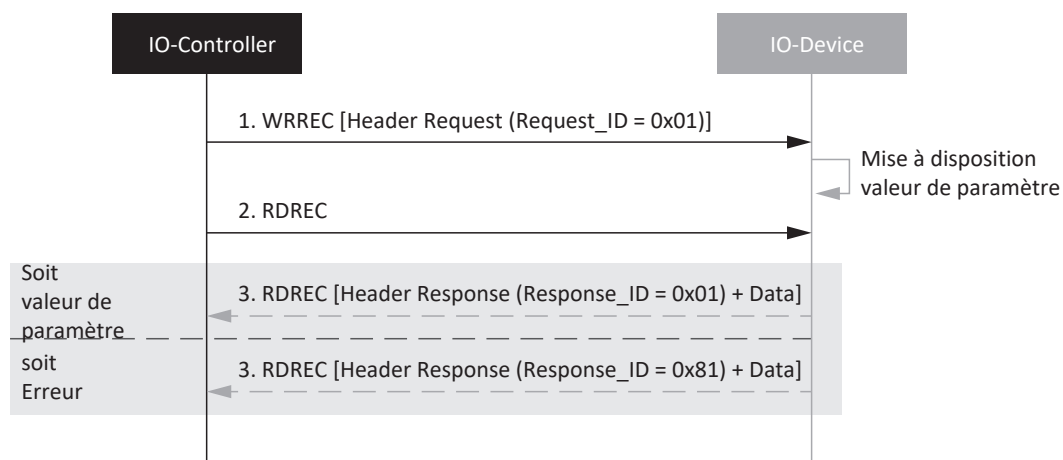 IO-Controller
IO-Device
1. WRREC [Header Request (Request_ID = 0x01)]
Mise à disposition
valeur de paramètre
2. RDREC
Soit
valeur de
paramètre
3. RDREC [Header Response (Response_ID = 0x01) + Data]
soit
Erreur
3. RDREC [Header Response (Response_ID = 0x81) + Data]